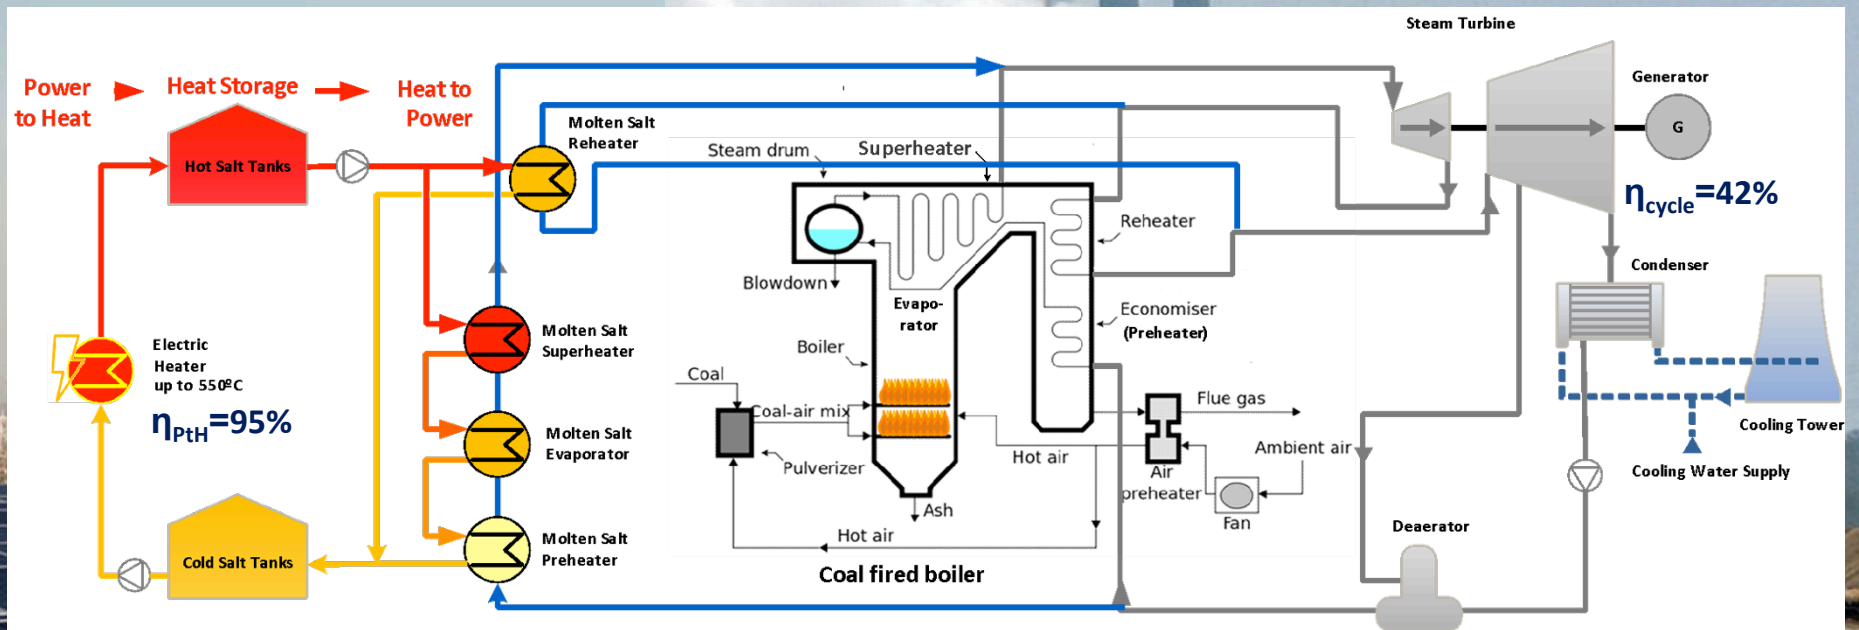 Steam Turbine
Power
to Heat
Heat Storage
Heat to
Power
Generator
G
Molten Salt
Reheater
Steam drum
Superheater
Hot Salt Tanks
ηcycle=42%
Reheater
Blowdown
Evapo-
rator
Condenser
Economiser
(Preheater)
Molten Salt
Superheater
Electric
Heater
up to 550ºC
Boiler
Coal
Coal-air mix
Flue gas
ηPtH=95%
Cooling Tower
Molten Salt
Evaporator
Pulverizer
Hot air
Air
preheater
Ambient air
Cooling Water Supply
Ash
Fan
Deaerator
Hot air
Molten Salt
Preheater
Cold Salt Tanks
Coal fired boiler